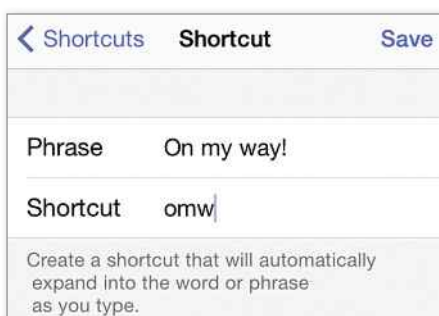 Shortcuts Shortcut Save
Phrase On my way!
Shortcut omw
Create a shortcut that will automatically
expand into the word or phrase
as you type.